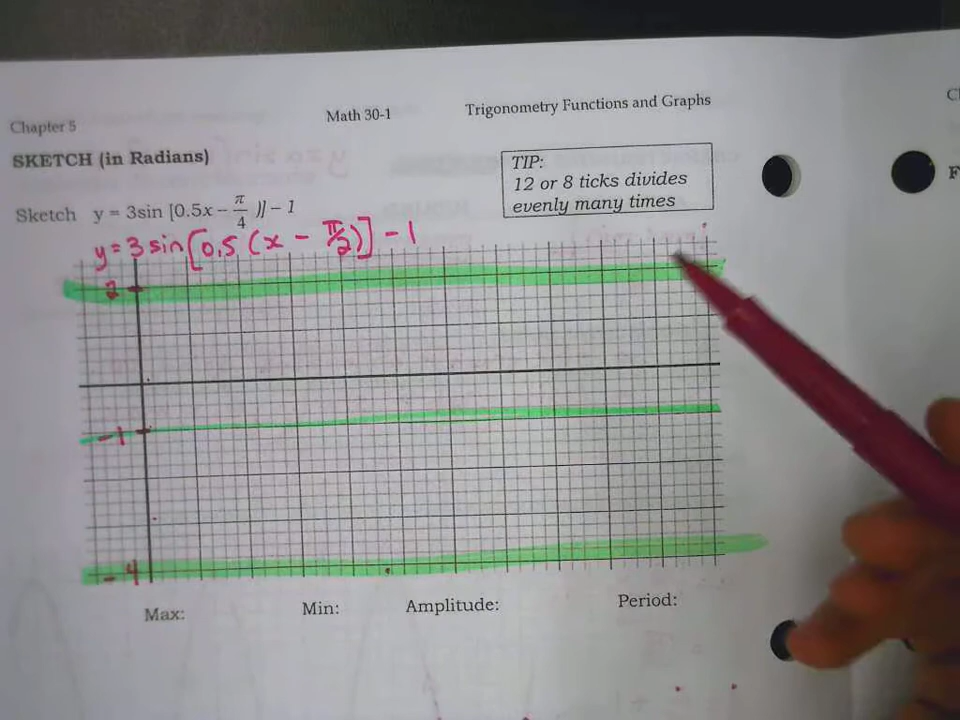 Chapter 5
Math 30-1
Trigonometry Functions and Graphs
SKETCH (in Radians)
TIP:
12 or 8 ticks divides
evenly many times
Sketch y = 3sin [0.5x - π/4 )] - 1
y = 3 sin [0.5 (x - π/2)] - 1
2
-1
-4
Max:
Min:
Amplitude:
Period:
C
F